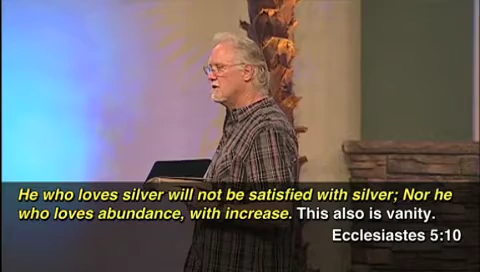 He who loves silver will not be satisfied with silver; Nor he
who loves abundance, with increase. This also is vanity.
Ecclesiastes 5:10